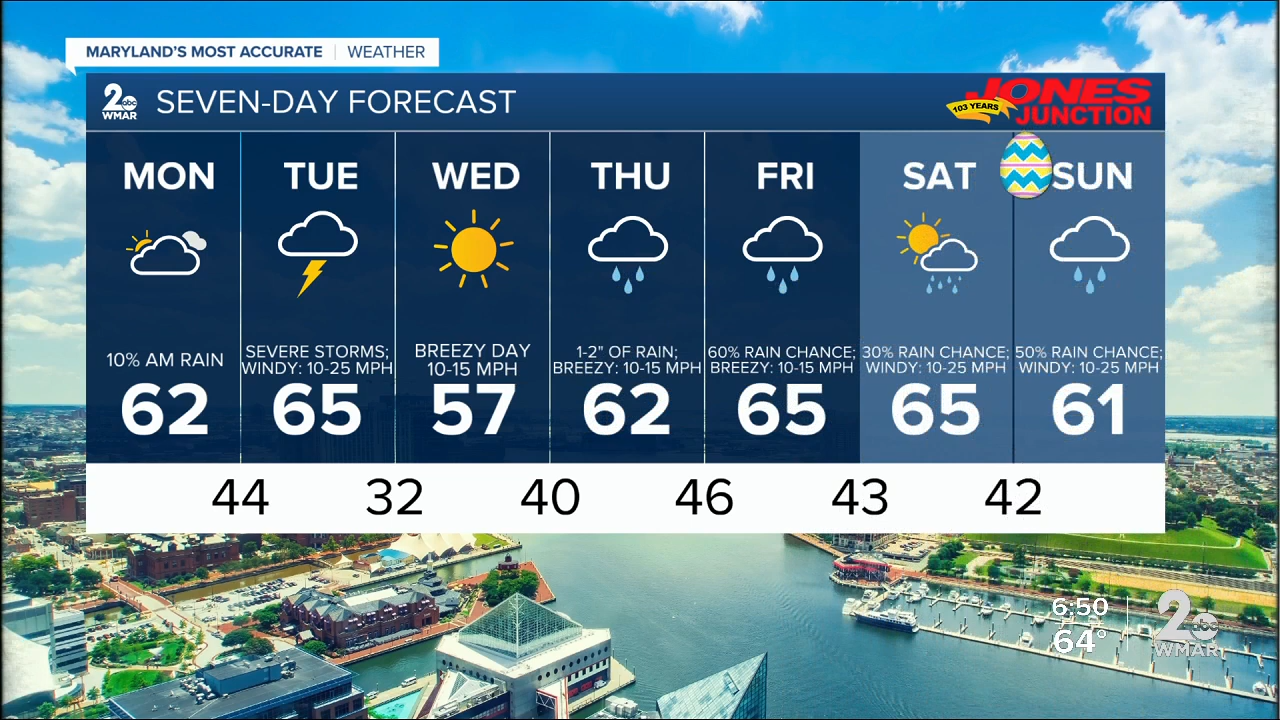 MARYLAND'S MOST ACCURATE | WEATHER
2 abc
WMAR
SEVEN-DAY FORECAST
103 YEARS
JONES
JUNCTION
MON
TUE
WED
THU
FRI
SAT
SUN
10% AM RAIN
SEVERE STORMS;
WINDY: 10-25 MPH
BREEZY DAY
10-15 MPH
1-2" OF RAIN;
BREEZY: 10-15 MPH
60% RAIN CHANCE;
BREEZY: 10-15 MPH
30% RAIN CHANCE;
WINDY: 10-25 MPH
50% RAIN CHANCE;
WINDY: 10-25 MPH
62
65
57
62
65
65
61
44
32
40
46
43
42
6:50
64°
2 abc
WMAR